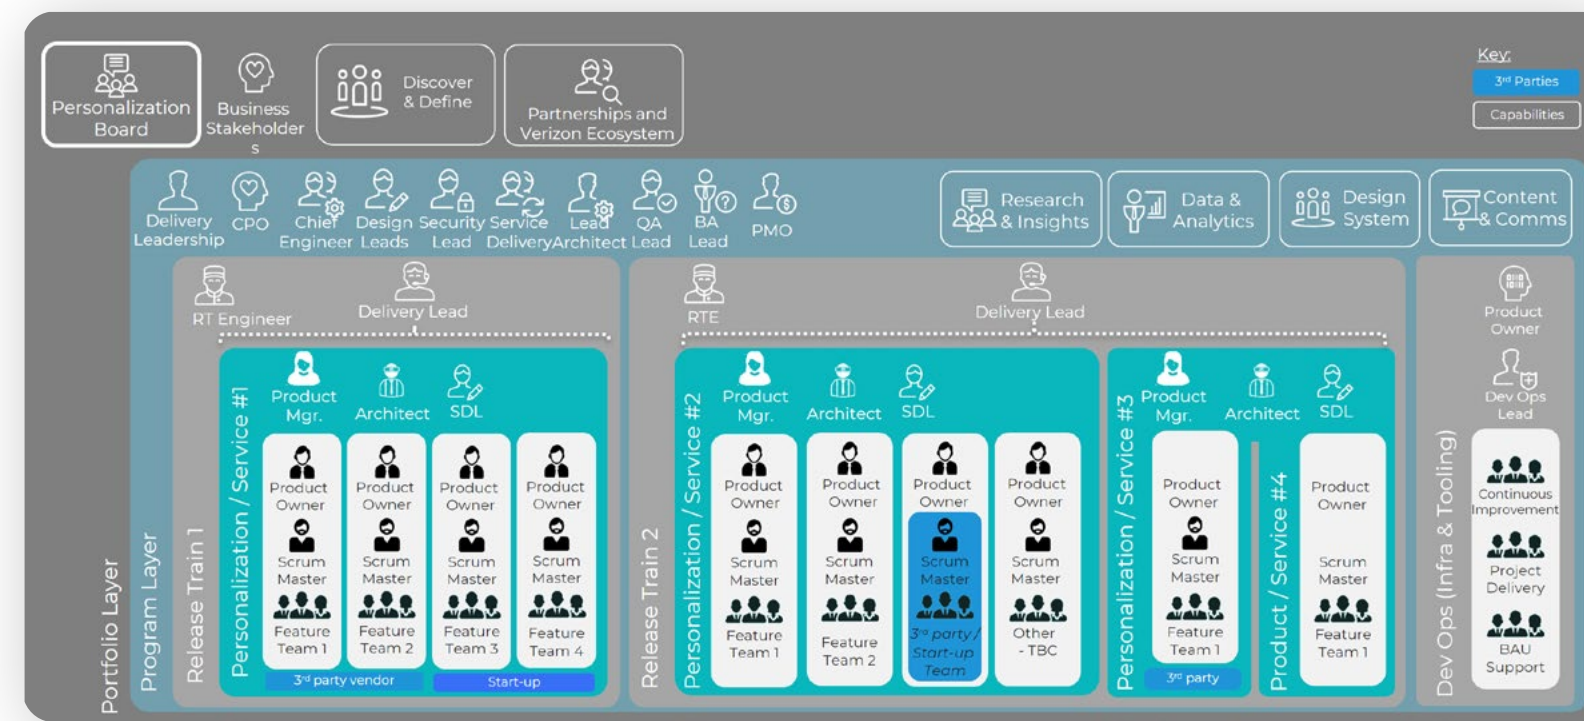 Key:
3rd Parties
Capabilities
Personalization
Board
Business
Stakeholder
s
Discover
& Define
Partnerships and
Verizon Ecosystem
Delivery
Leadership
CPO
Chief
Engineer
Design
Leads
Security
Lead
Service
Delivery
Lead
Architect
QA
Lead
BA
Lead
PMO
Research
& Insights
Data &
Analytics
Design
System
Content
& Comms
Portfolio Layer
Program Layer
Release Train 1
RT Engineer
Delivery Lead
Personalization / Service #1
Product
Mgr.
Architect
SDL
Product
Owner
Scrum
Master
Feature
Team 1
Product
Owner
Scrum
Master
Feature
Team 2
Product
Owner
Scrum
Master
Feature
Team 3
Product
Owner
Scrum
Master
Feature
Team 4
3rd party vendor
Start-up
Release Train 2
RTE
Delivery Lead
Personalization / Service #2
Product
Mgr.
Architect
SDL
Product
Owner
Scrum
Master
Feature
Team 1
Product
Owner
Scrum
Master
Feature
Team 2
Product
Owner
Scrum
Master
3rd party /
Start-up
Team
Product
Owner
Scrum
Master
Other
- TBC
Personalization / Service #3
Product
Mgr.
Architect
SDL
Product
Owner
Scrum
Master
Feature
Team 1
3rd party
Product / Service #4
Product
Owner
Scrum
Master
Feature
Team 1
Dev Ops (Infra & Tooling)
Product
Owner
Dev Ops
Lead
Continuous
Improvement
Project
Delivery
BAU
Support